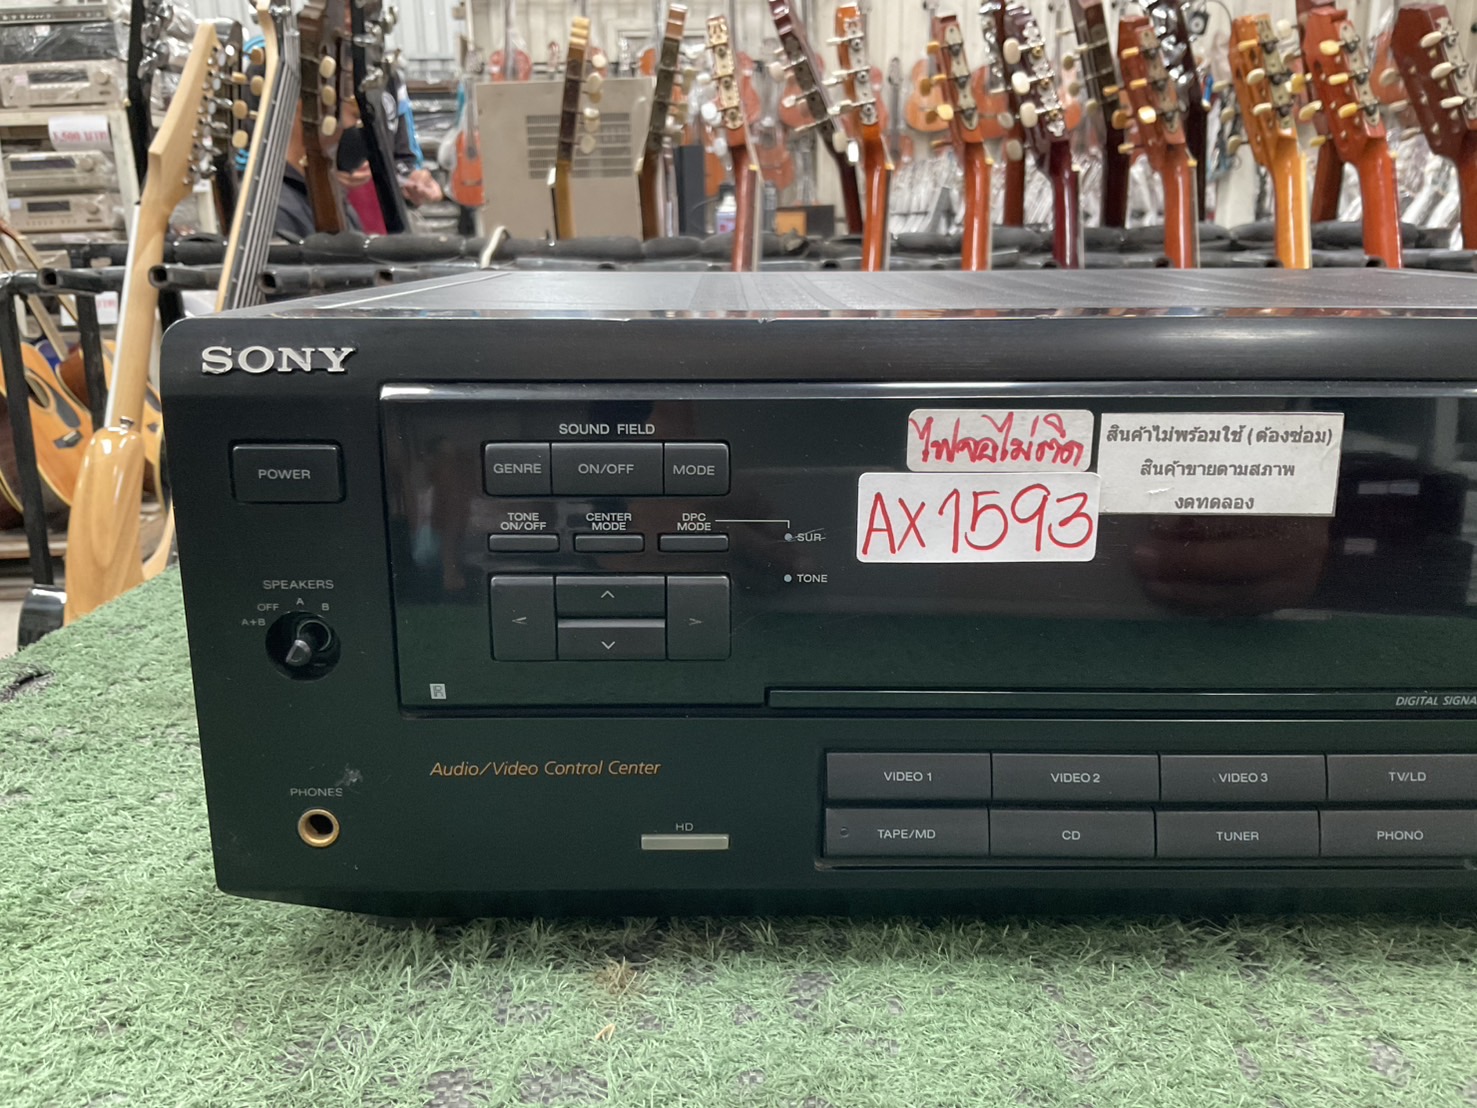 SONY
POWER
SOUND FIELD
GENRE
ON/OFF
MODE
TONE
ON/OFF
CENTER
MODE
DPC
MODE
SUR
TONE
ไฟจอไม่ติด
AX1593
สินค้าไม่พร้อมใช้ (ต้องซ่อม)
สินค้าขายตามสภาพ
งดทดลอง
SPEAKERS
OFF
A
B
A+B
<
^
v
>
DIGITAL SIGNA
Audio/Video Control Center
PHONES
HD
VIDEO 1
VIDEO 2
VIDEO 3
TV/LD
TAPE/MD
CD
TUNER
PHONO